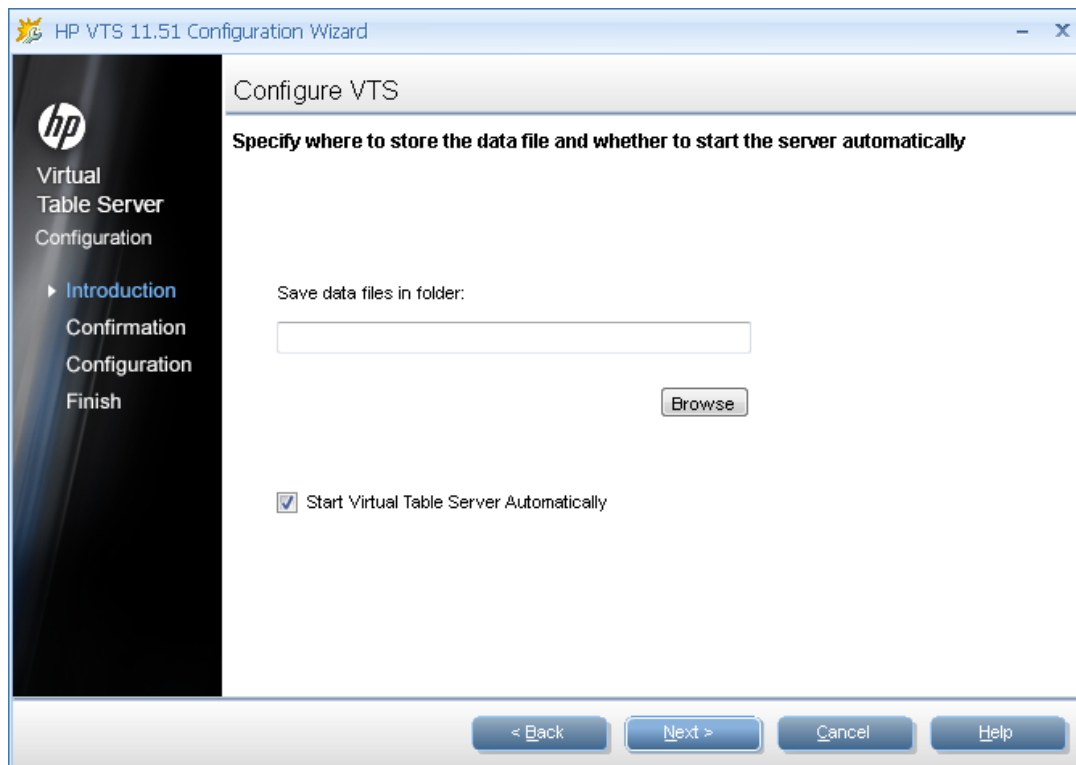 HP VTS 11.51 Configuration Wizard
hp
Virtual
Table Server
Configuration
Introduction
Confirmation
Configuration
Finish
Configure VTS
Specify where to store the data file and whether to start the server automatically
Save data files in folder:
Browse
Start Virtual Table Server Automatically
< Back
Next >
Cancel
Help